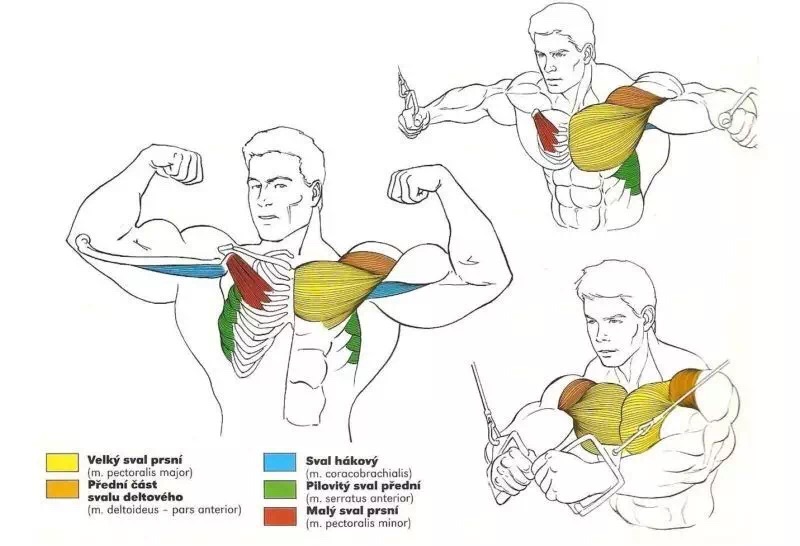 Velký sval prsní
(m. pectoralis major)
Přední část
svalu deltového
(m. deltoideus – pars anterior)
Sval hákový
(m. coracobrachialis)
Pilovitý sval přední
(m. serratus anterior)
Malý sval prsní
(m. pectoralis minor)